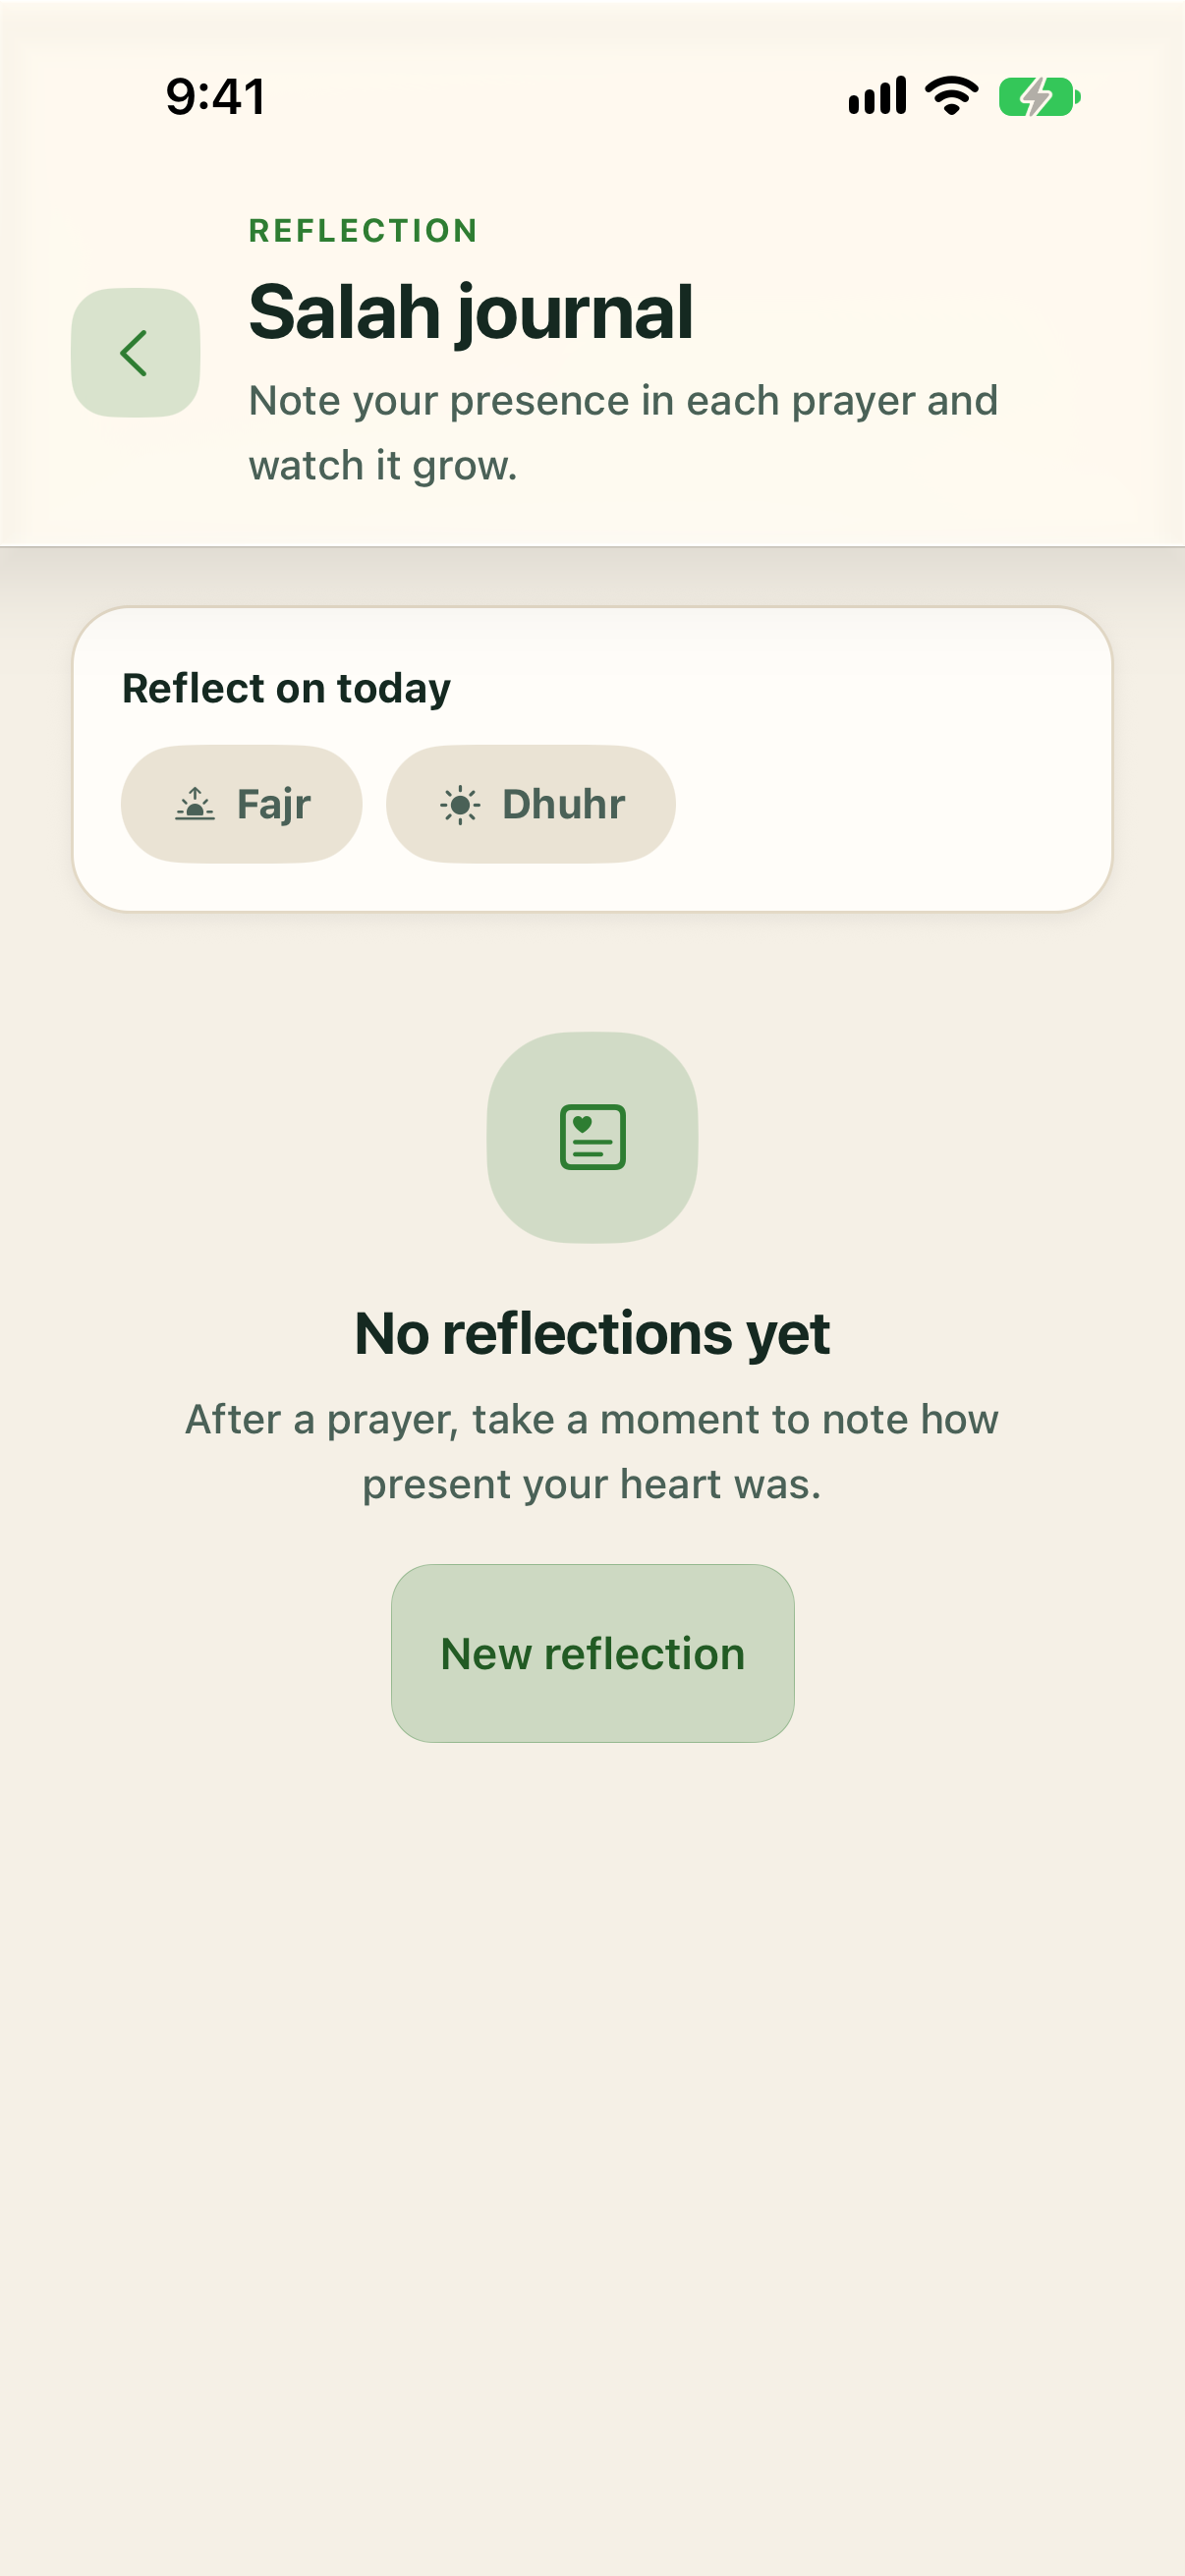 9:41
REFLECTION
Salah journal
Note your presence in each prayer and
watch it grow.
Reflect on today
Fajr
Dhuhr
No reflections yet
After a prayer, take a moment to note how
present your heart was.
New reflection